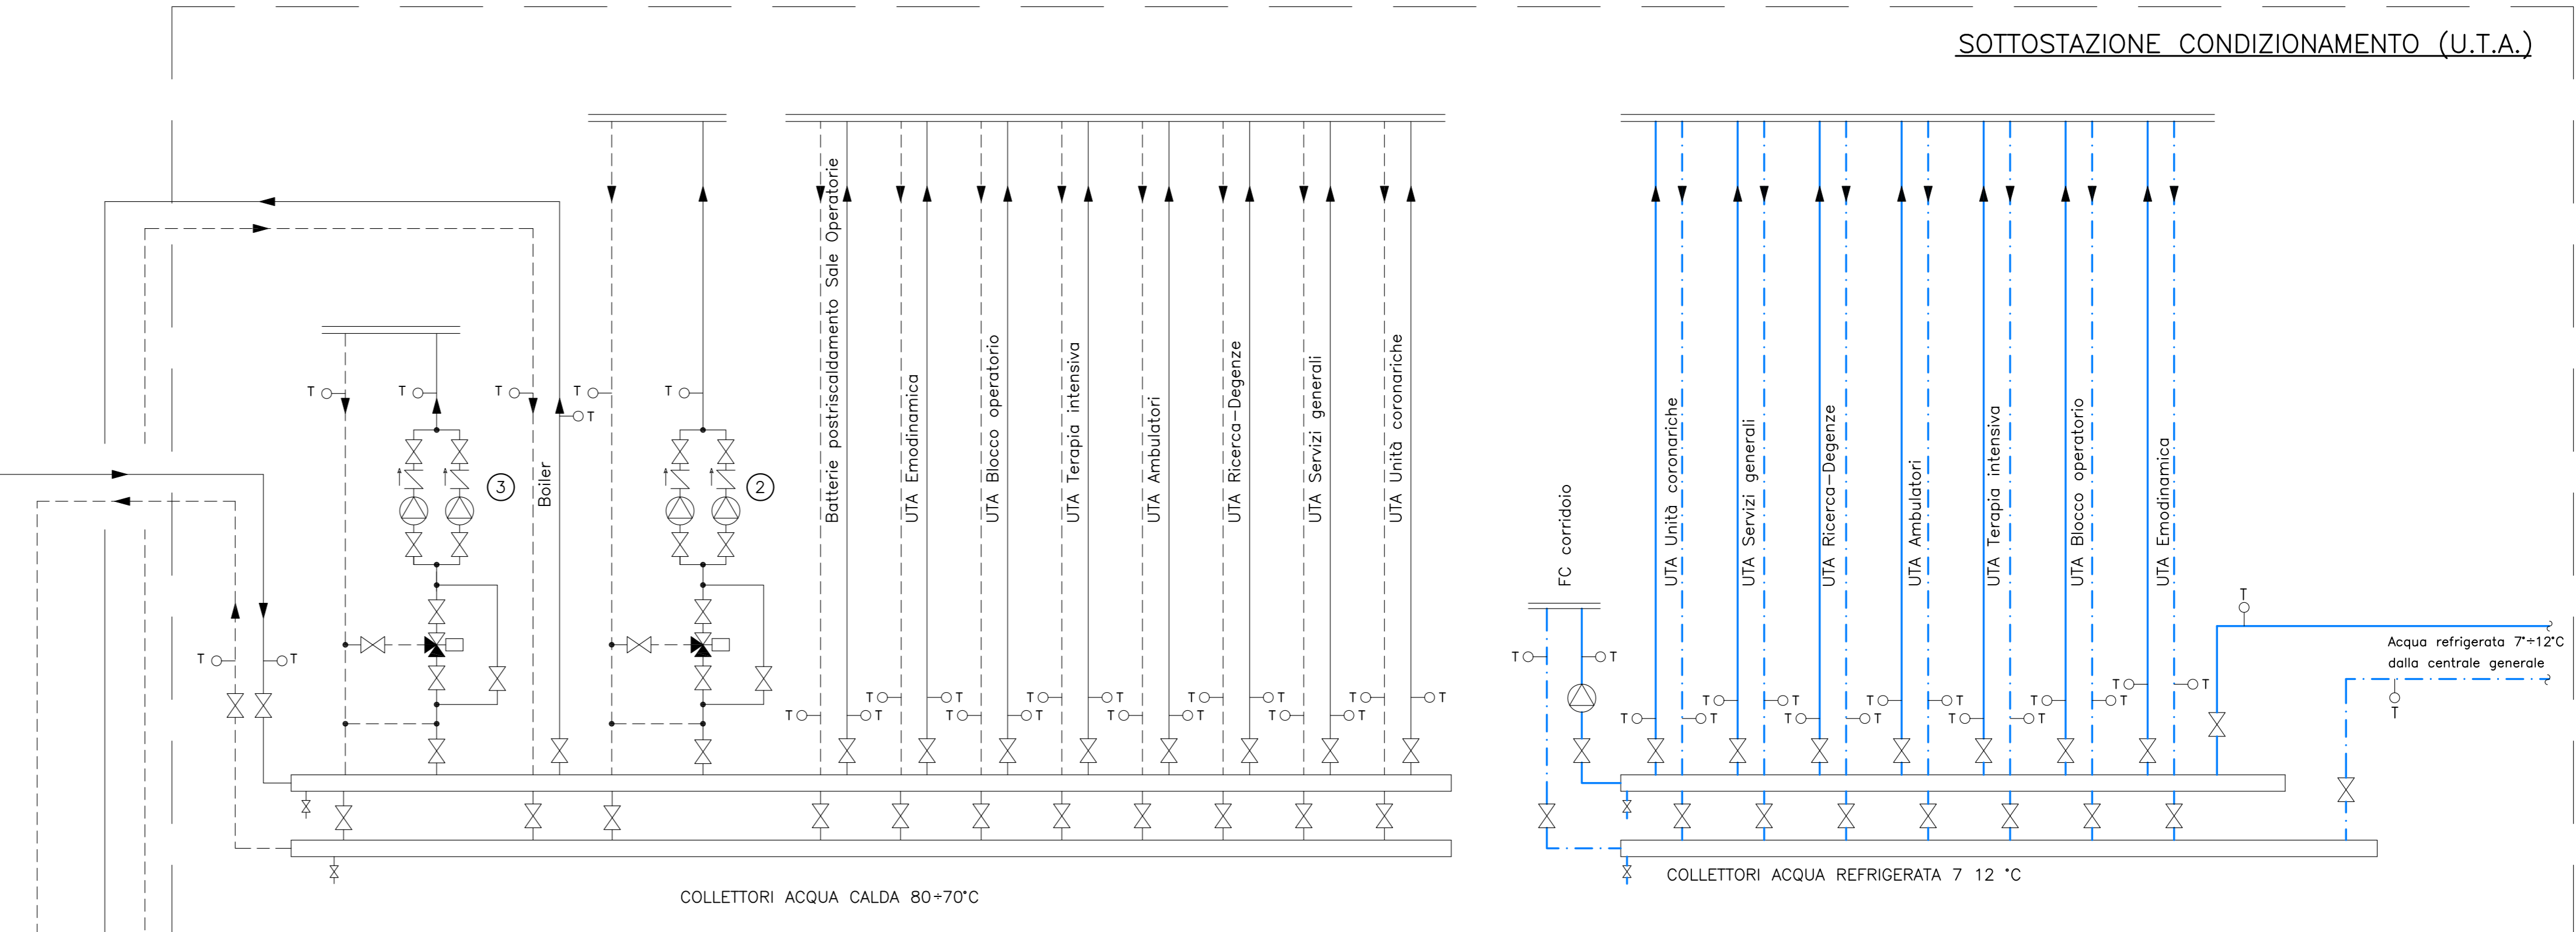 SOTTOSTAZIONE CONDIZIONAMENTO (U.T.A.)
T
T
T
T
T
T
T
T
3
Boiler
2
Batterie postriscaldamento Sale Operatorie
UTA Emodinamica
UTA Blocco operatorio
UTA Terapia intensiva
UTA Ambulatori
UTA Ricerca-Degenze
UTA Servizi generali
UTA Unità coronariche
T T
T T
T T
T T
T T
T T
T T
T T
COLLETTORI ACQUA CALDA 80÷70°C
FC corridoio
T T
UTA Unità coronariche
UTA Servizi generali
UTA Ricerca-Degenze
UTA Ambulatori
UTA Terapia intensiva
UTA Blocco operatorio
UTA Emodinamica
T T
T T
T T
T T
T T
T T
T T
T
Acqua refrigerata 7°÷12°C
dalla centrale generale
T
COLLETTORI ACQUA REFRIGERATA 7 12 °C